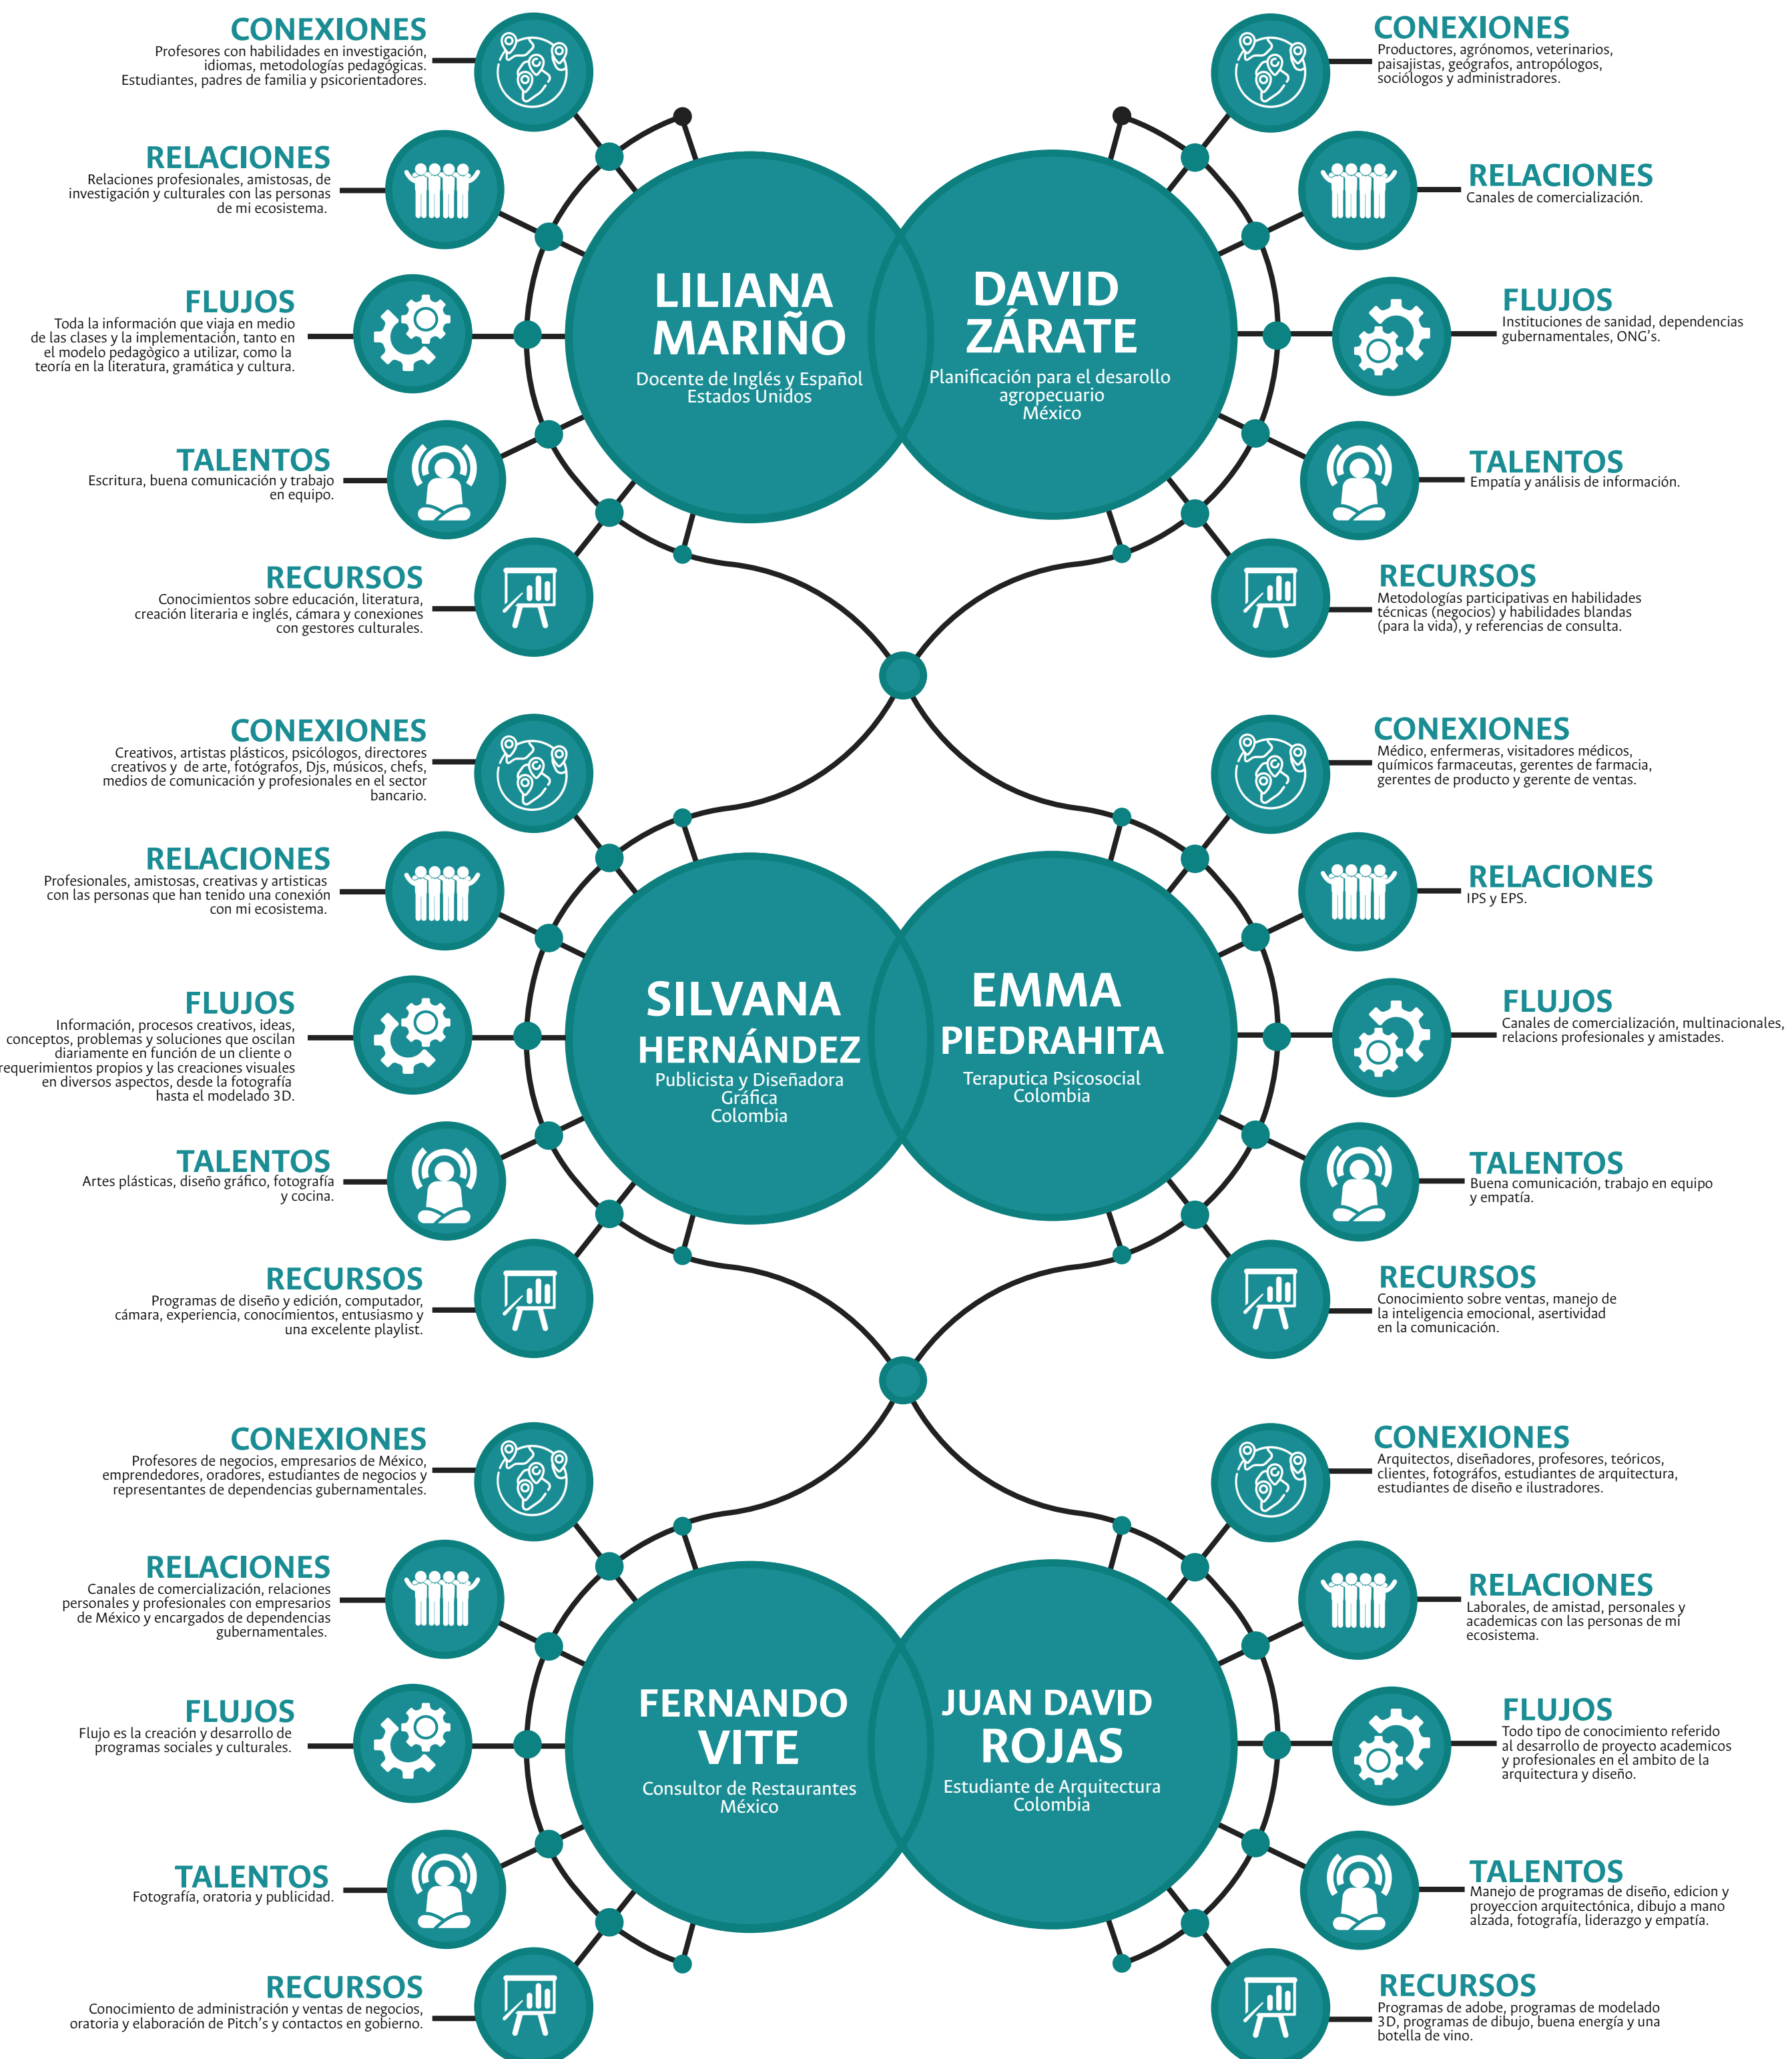 CONEXIONES
Profesores con habilidades en investigación,
idiomas, metodologías pedagógicas.
Estudiantes, padres de familia y psicorientadores.
RELACIONES
Relaciones profesionales, amistosas, de
investigación y culturales con las personas
de mi ecosistema.
FLUJOS
Toda la información que viaja en medio
de las clases y la implementación, tanto en
el modelo pedagògico a utilizar, como la
teoría en la literatura, gramática y cultura.
TALENTOS
Escritura, buena comunicación y trabajo
en equipo.
RECURSOS
Conocimientos sobre educación, literatura,
creación literaria e inglés, cámara y conexiones
con gestores culturales.
LILIANA
MARIÑO
Docente de Inglés y Español
Estados Unidos
DAVID
ZÁRATE
Planificación para el desarollo
agropecuario
México
CONEXIONES
Productores, agrónomos, veterinarios,
paisajistas, geógrafos, antropólogos,
sociólogos y administradores.
RELACIONES
Canales de comercialización.
FLUJOS
Instituciones de sanidad, dependencias
gubernamentales, ONG's.
TALENTOS
Empatía y análisis de información.
RECURSOS
Metodologías participativas en habilidades
técnicas (negocios) y habilidades blandas
(para la vida), y referencias de consulta.
CONEXIONES
Creativos, artistas plásticos, psicólogos, directores
creativos y de arte, fotógrafos, Djs, músicos, chefs,
medios de comunicación y profesionales en el sector
bancario.
RELACIONES
Profesionales, amistosas, creativas y artisticas
con las personas que han tenido una conexión
con mi ecosistema.
FLUJOS
Información, procesos creativos, ideas,
conceptos, problemas y soluciones que oscilan
diariamente en función de un cliente o
requerimientos propios y las creaciones visuales
en diversos aspectos, desde la fotografía
hasta el modelado 3D.
TALENTOS
Artes plásticas, diseño gráfico, fotografía
y cocina.
RECURSOS
Programas de diseño y edición, computador,
cámara, experiencia, conocimientos, entusiasmo y
una excelente playlist.
SILVANA
HERNÁNDEZ
Publicista y Diseñadora
Gráfica
Colombia
EMMA
PIEDRAHITA
Teraputica Psicosocial
Colombia
CONEXIONES
Médico, enfermeras, visitadores médicos,
químicos farmaceutas, gerentes de farmacia,
gerentes de producto y gerente de ventas.
RELACIONES
IPS y EPS.
FLUJOS
Canales de comercialización, multinacionales,
relacions profesionales y amistades.
TALENTOS
Buena comunicación, trabajo en equipo
y empatía.
RECURSOS
Conocimiento sobre ventas, manejo de
la inteligencia emocional, asertividad
en la comunicación.
CONEXIONES
Profesores de negocios, empresarios de México,
emprendedores, oradores, estudiantes de negocios y
representantes de dependencias gubernamentales.
RELACIONES
Canales de comercialización, relaciones
personales y profesionales con empresarios
de México y encargados de dependencias
gubernamentales.
FLUJOS
Flujo es la creación y desarrollo de
programas sociales y culturales.
TALENTOS
Fotografía, oratoria y publicidad.
RECURSOS
Conocimiento de administración y ventas de negocios,
oratoria y elaboración de Pitch's y contactos en gobierno.
FERNANDO
VITE
Consultor de Restaurantes
México
JUAN DAVID
ROJAS
Estudiante de Arquitectura
Colombia
CONEXIONES
Arquitectos, diseñadores, profesores, teóricos,
clientes, fotográfos, estudiantes de arquitectura,
estudiantes de diseño e ilustradores.
RELACIONES
Laborales, de amistad, personales y
academicas con las personas de mi
ecosistema.
FLUJOS
Todo tipo de conocimiento referido
al desarrollo de proyecto academicos
y profesionales en el ambito de la
arquitectura y diseño.
TALENTOS
Manejo de programas de diseño, edicion y
proyeccion arquitectónica, dibujo a mano
alzada, fotografía, liderazgo y empatía.
RECURSOS
Programas de adobe, programas de modelado
3D, programas de dibujo, buena energía y una
botella de vino.